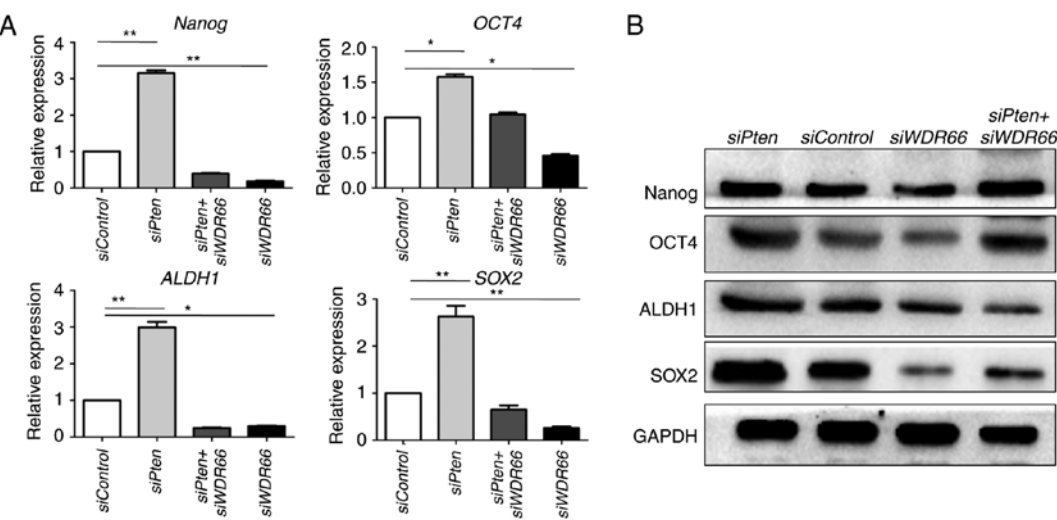 A
Nanog
**
**
Relative expression
4
3
2
1
0
siControl
siPten
siPten+
siWDR66
siWDR66
OCT4
*
*
Relative expression
2.0
1.5
1.0
0.5
0.0
siControl
siPten
siPten+
siWDR66
siWDR66
ALDH1
**
*
Relative expression
4
3
2
1
0
siControl
siPten
siPten+
siWDR66
siWDR66
SOX2
**
**
Relative expression
3
2
1
0
siControl
siPten
siPten+
siWDR66
siWDR66
B
siPten siControl siWDR66 siPten+
siWDR66
Nanog
OCT4
ALDH1
SOX2
GAPDH